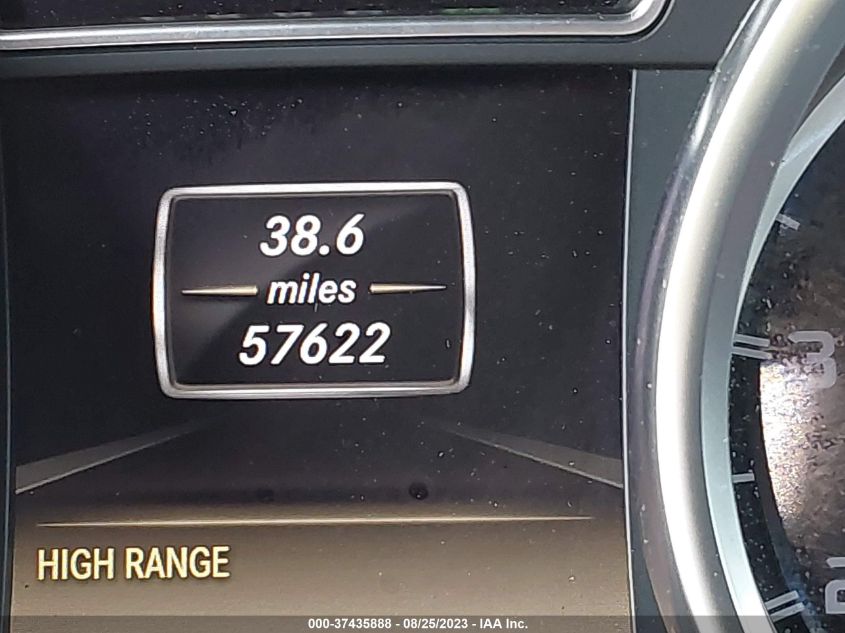 38.6
miles
57622
HIGH RANGE
000-37435888 - 08/25/2023 - IAA Inc.